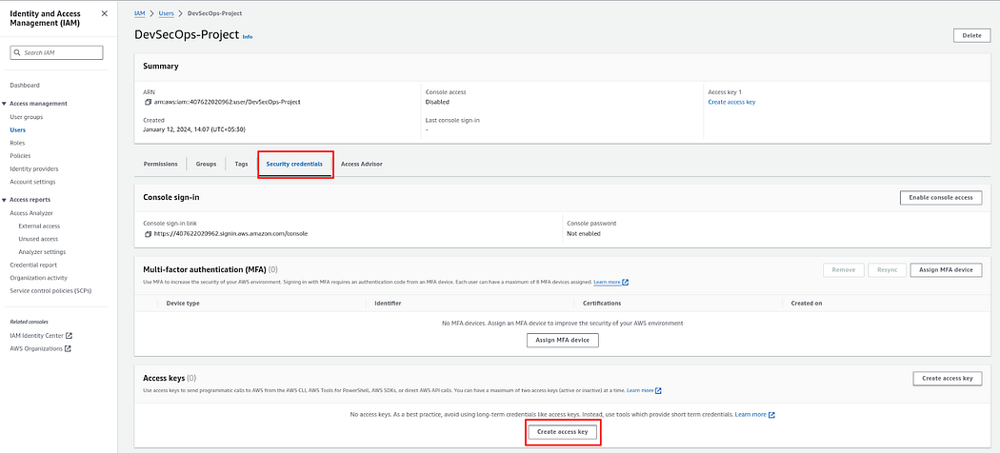 Identity and Access
Management (IAM)
Search IAM
Dashboard
Access management
User groups
Users
Roles
Policies
Identity providers
Account settings
Access reports
Access Analyzer
External access
Unused access
Analyzer settings
Credential report
Organization activity
Service control policies (SCPs)
Related consoles
IAM Identity Center
AWS Organizations
IAM > Users > DevSecOps-Project
DevSecOps-Project Info
Delete
Summary
ARN
arn:aws:iam::407622020962:user/DevSecOps-Project
Console access
Disabled
Access key 1
Create access key
Created
January 12, 2024, 14:07 (UTC+05:30)
Last console sign-in
-
Permissions Groups Tags Security credentials Access Advisor
Console sign-in
Enable console access
Console sign-in link
https://407622020962.signin.aws.amazon.com/console
Console password
Not enabled
Multi-factor authentication (MFA) (0)
Use MFA to increase the security of your AWS environment. Signing in with MFA requires an authentication code from an MFA device. Each user can have a maximum of 8 MFA devices assigned. Learn more
Remove Resync Assign MFA device
Device type Identifier Certifications Created on
No MFA devices. Assign an MFA device to improve the security of your AWS environment
Assign MFA device
Access keys (0)
Create access key
Use access keys to send programmatic calls to AWS from the AWS CLI, AWS Tools for PowerShell, AWS SDKs, or direct AWS API calls. You can have a maximum of two access keys (active or inactive) at a time. Learn more
No access keys. As a best practice, avoid using long-term credentials like access keys. Instead, use tools which provide short term credentials. Learn more
Create access key